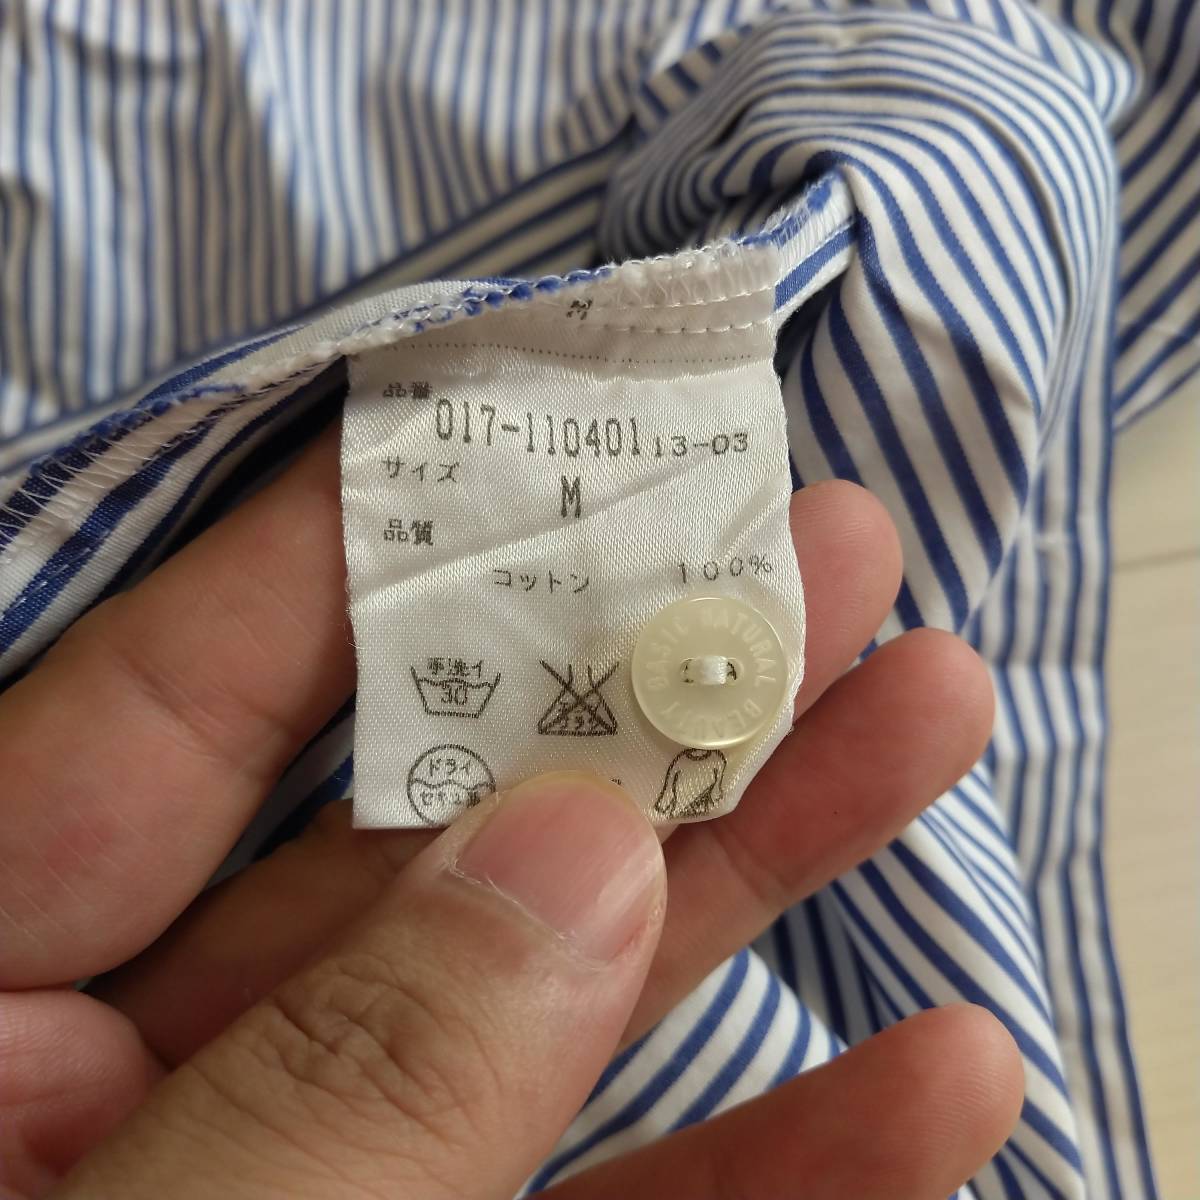 M
品番
017-110401 13-03
サイズ
M
品質
コットン 100%
手洗イ
30
BASIC NATURAL BEAUTY
ドライ